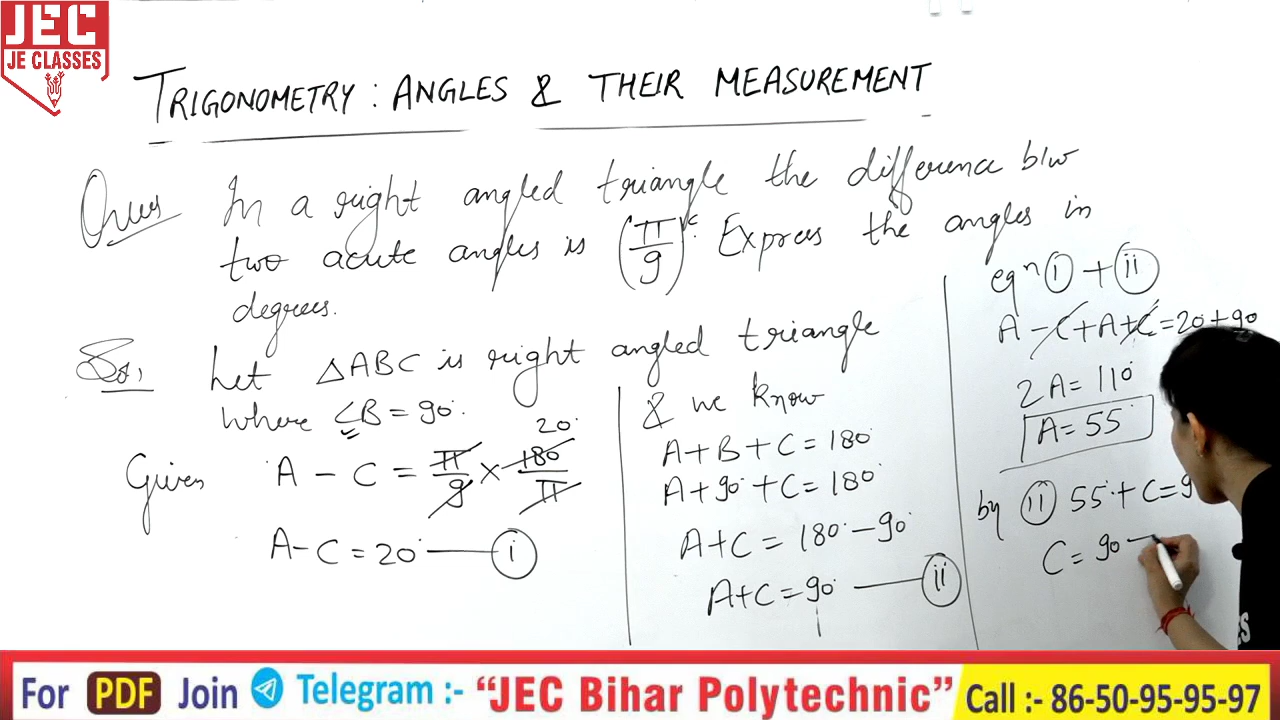 JEC
JE CLASSES
TRIGONOMETRY : ANGLES & THEIR MEASUREMENT
Ques In a right angled triangle the difference b/w
two acute angles is (π/9)ᶜ. Express the angles in
degrees.
Sol, Let △ABC is right angled triangle
where ∠B = 90°.
Given A - C = π/9 × 180°/π
20°
A-C = 20° — (i)
& we know
A+B+C = 180°
A+90°+C = 180°
A+C = 180° - 90°
A+C = 90° — (ii)
eqⁿ (i) + (ii)
A - C + A + C = 20° + 90°
2A = 110°
A = 55°
by (ii) 55° + C = 9
C = 90 -
For PDF Join Telegram :- “JEC Bihar Polytechnic” Call :- 86-50-95-95-97